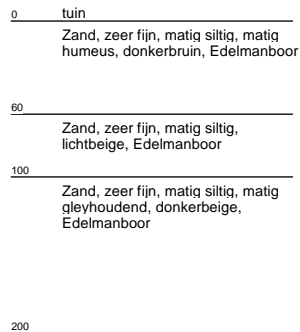 0 tuin
Zand, zeer fijn, matig siltig, matig
humeus, donkerbruin, Edelmanboor
60
Zand, zeer fijn, matig siltig,
lichtbeige, Edelmanboor
100
Zand, zeer fijn, matig siltig, matig
gleyhoudend, donkerbeige,
Edelmanboor
200